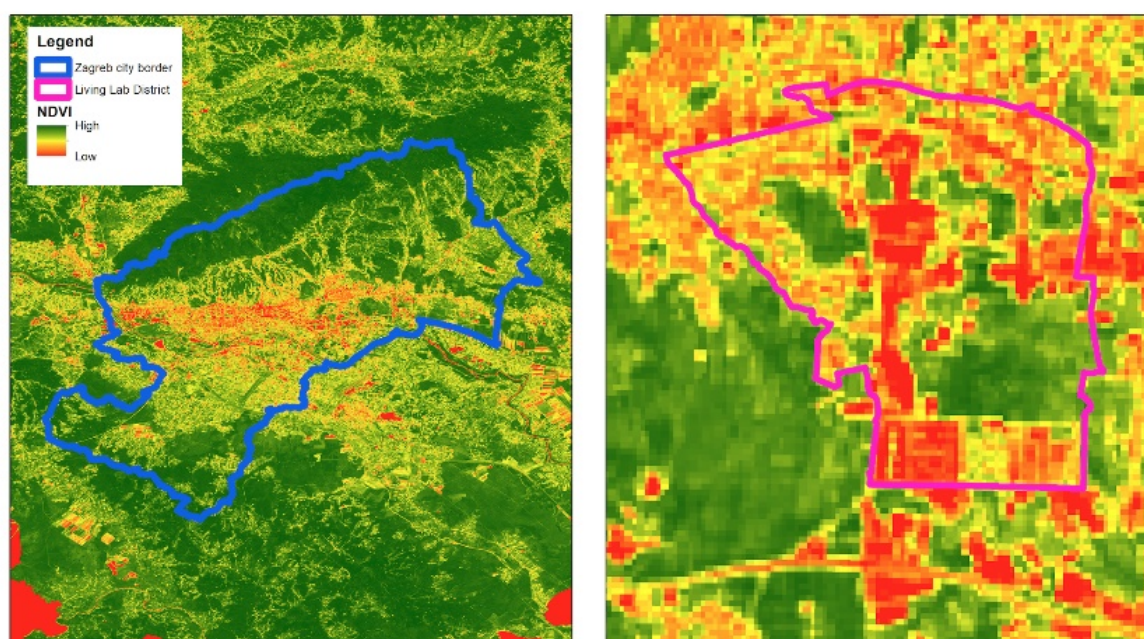 Legend
Zagreb city border
Living Lab District
NDVI
High
Low